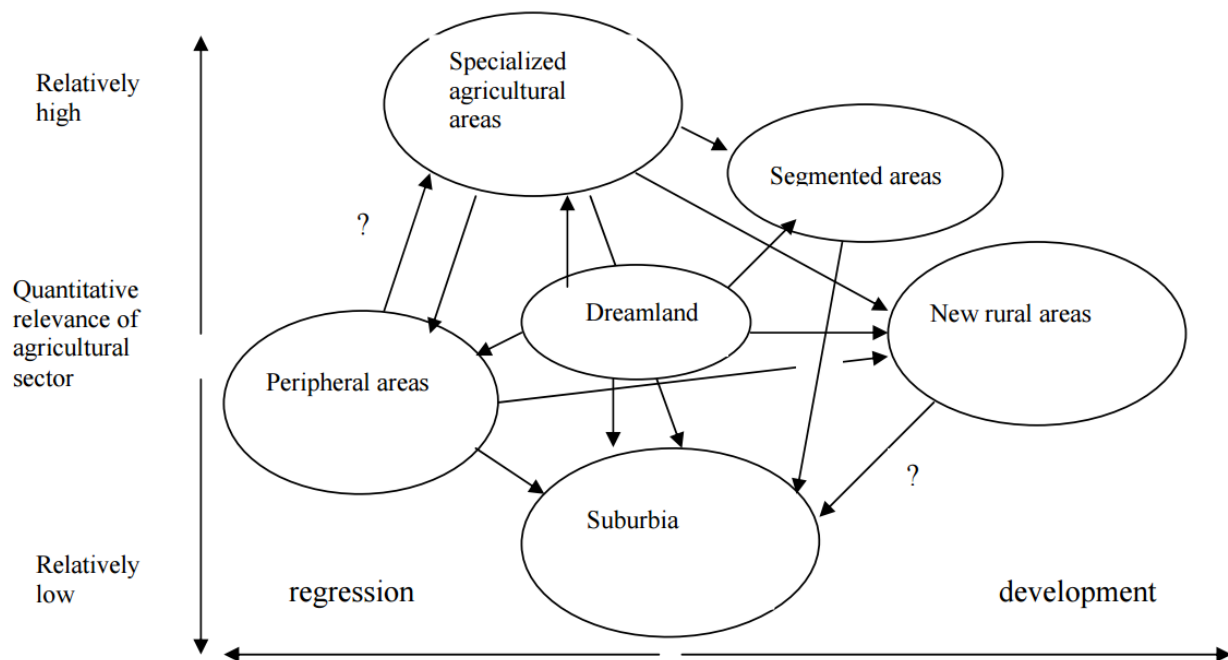 Relatively
high
Specialized
agricultural
areas
Segmented areas
?
Quantitative
relevance of
agricultural
sector
Dreamland
New rural areas
Peripheral areas
?
Suburbia
Relatively
low
regression
development